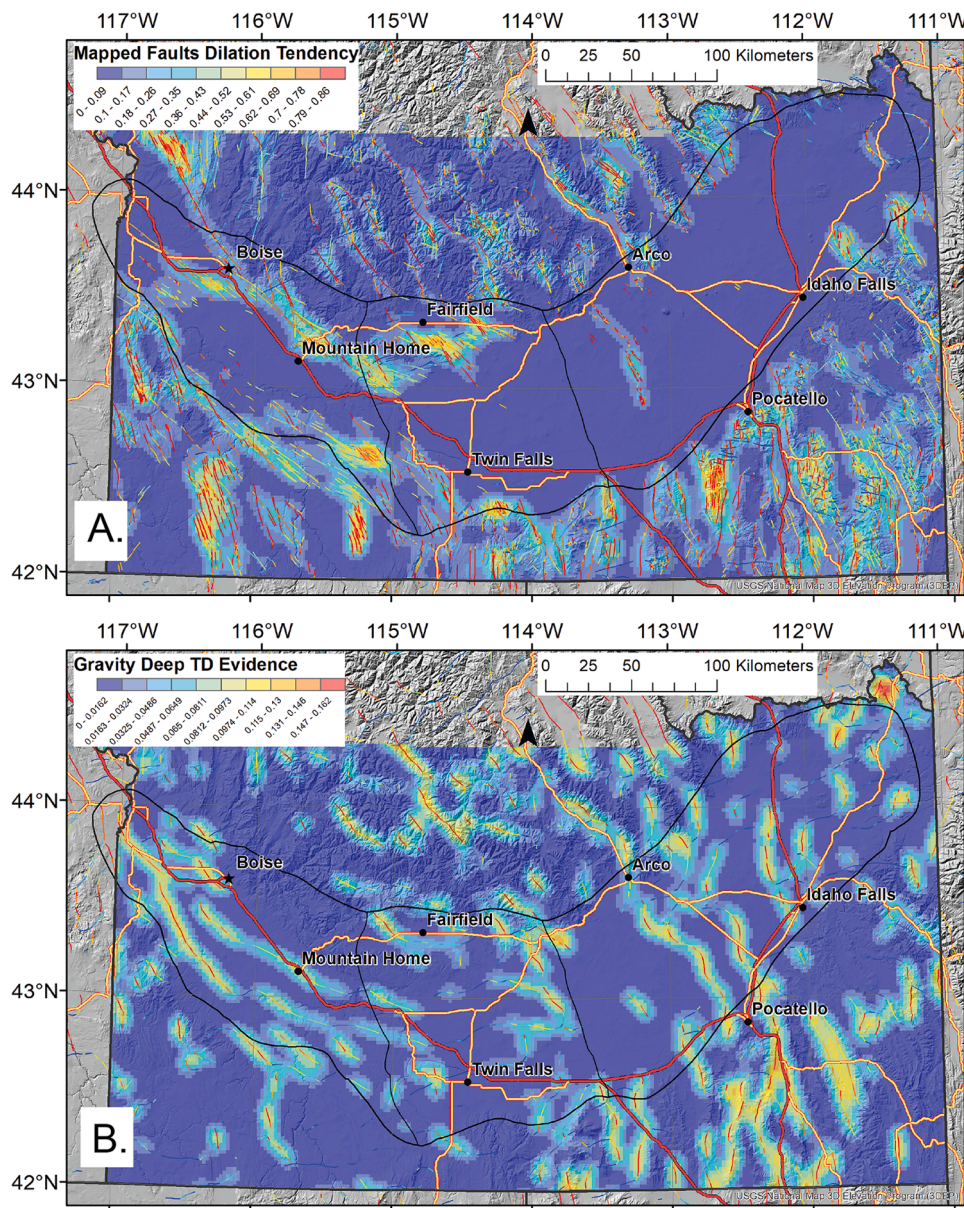 117°W 116°W 115°W 114°W 113°W 112°W 111°W
Mapped Faults Dilation Tendency
0 - 0.09
0.1 - 0.17
0.18 - 0.26
0.27 - 0.35
0.36 - 0.43
0.44 - 0.52
0.53 - 0.61
0.62 - 0.69
0.7 - 0.78
0.79 - 0.86
0 25 50 100 Kilometers
44°N
Boise
Arco
Idaho Falls
Fairfield
Mountain Home
43°N
Pocatello
Twin Falls
A.
42°N
USGS National Map 3D Elevation Program (3DEP)
117°W 116°W 115°W 114°W 113°W 112°W 111°W
Gravity Deep TD Evidence
0 - 0.0162
0.0163 - 0.0324
0.0325 - 0.0486
0.0487 - 0.0649
0.0665 - 0.0811
0.0812 - 0.0973
0.0974 - 0.114
0.115 - 0.13
0.131 - 0.146
0.147 - 0.162
0 25 50 100 Kilometers
44°N
Boise
Arco
Idaho Falls
Fairfield
Mountain Home
43°N
Pocatello
Twin Falls
B.
42°N
USGS National Map 3D Elevation Program (3DEP)